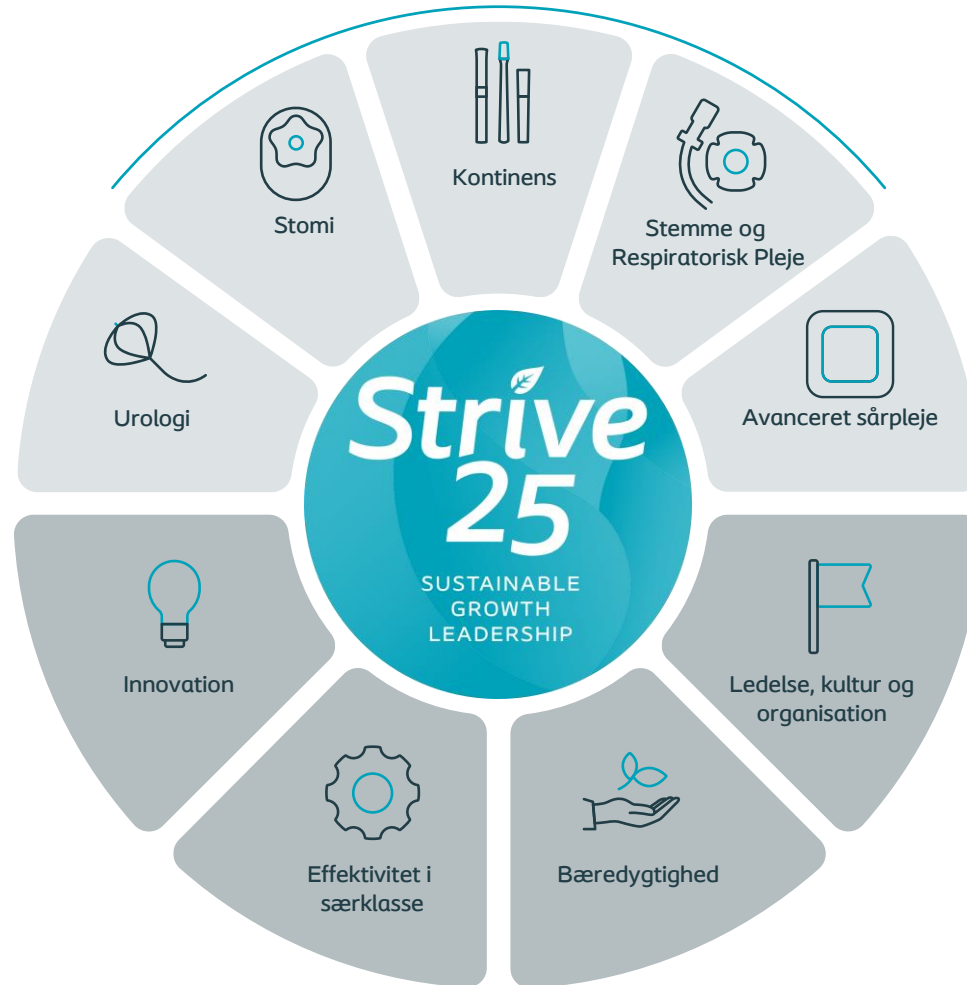 Kontinens
Stomi
Stemme og
Respiratorisk Pleje
Urologi
Avanceret sårpleje
Strive
25
SUSTAINABLE
GROWTH
LEADERSHIP
Innovation
Ledelse, kultur og
organisation
Effektivitet i
særklasse
Bæredygtighed